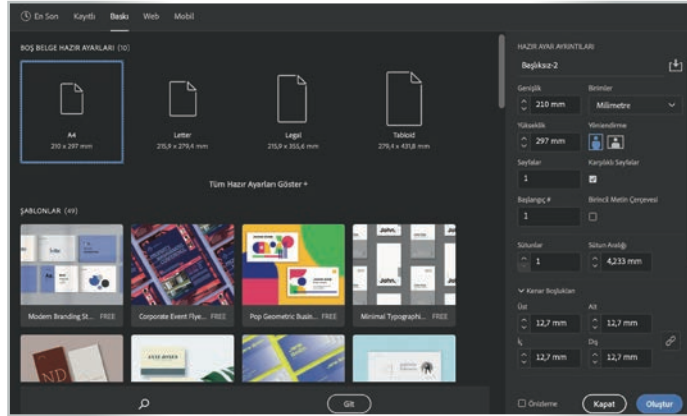 En Son Kayıtlı Baskı Web Mobil
BOŞ BELGE HAZIR AYARLARI (10)
A4
210 x 297 mm
Letter
215,9 x 279,4 mm
Legal
215,9 x 355,6 mm
Tabloid
279,4 x 431,8 mm
Tüm Hazır Ayarları Göster +
ŞABLONLAR (49)
John.
Modern Branding St... FREE
Corporate Event Flye... FREE
Pop Geometric Busin... FREE
Minimal Typographi... FREE
ND
Git
HAZIR AYAR AYRINTILARI
Başlıksız-2
Genişlik
210 mm
Birimler
Milimetre
Yükseklik
297 mm
Yönlendirme
Sayfalar
1
Karşılıklı Sayfalar
Başlangıç #
1
Birincil Metin Çerçevesi
Sütunlar
1
Sütun Aralığı
4,233 mm
Kenar Boşlukları
Üst
12,7 mm
Alt
12,7 mm
İç
12,7 mm
Dış
12,7 mm
Önizleme
Kapat
Oluştur